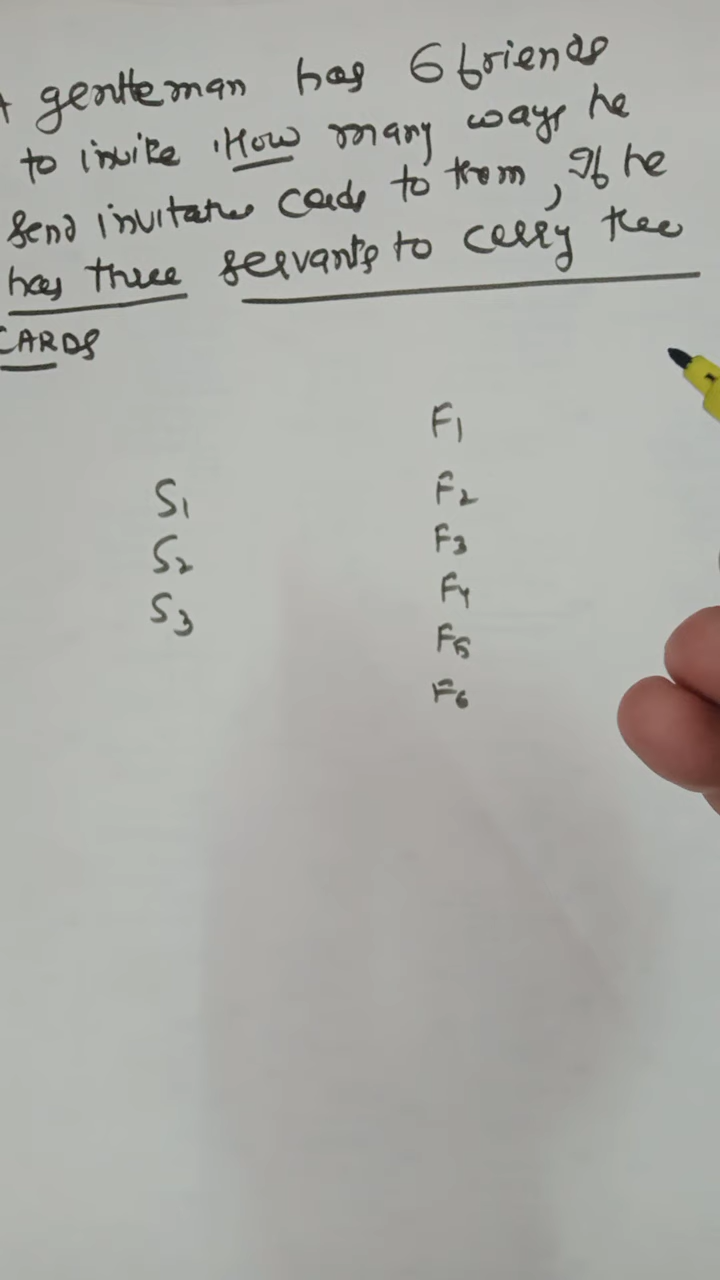 A gentleman has 6 friends
to invite. How many ways he
send invitation cards to them, If he
has three servants to carry the
CARDS
F1
S1 F2
S2 F3
S3 F4
F5
F6